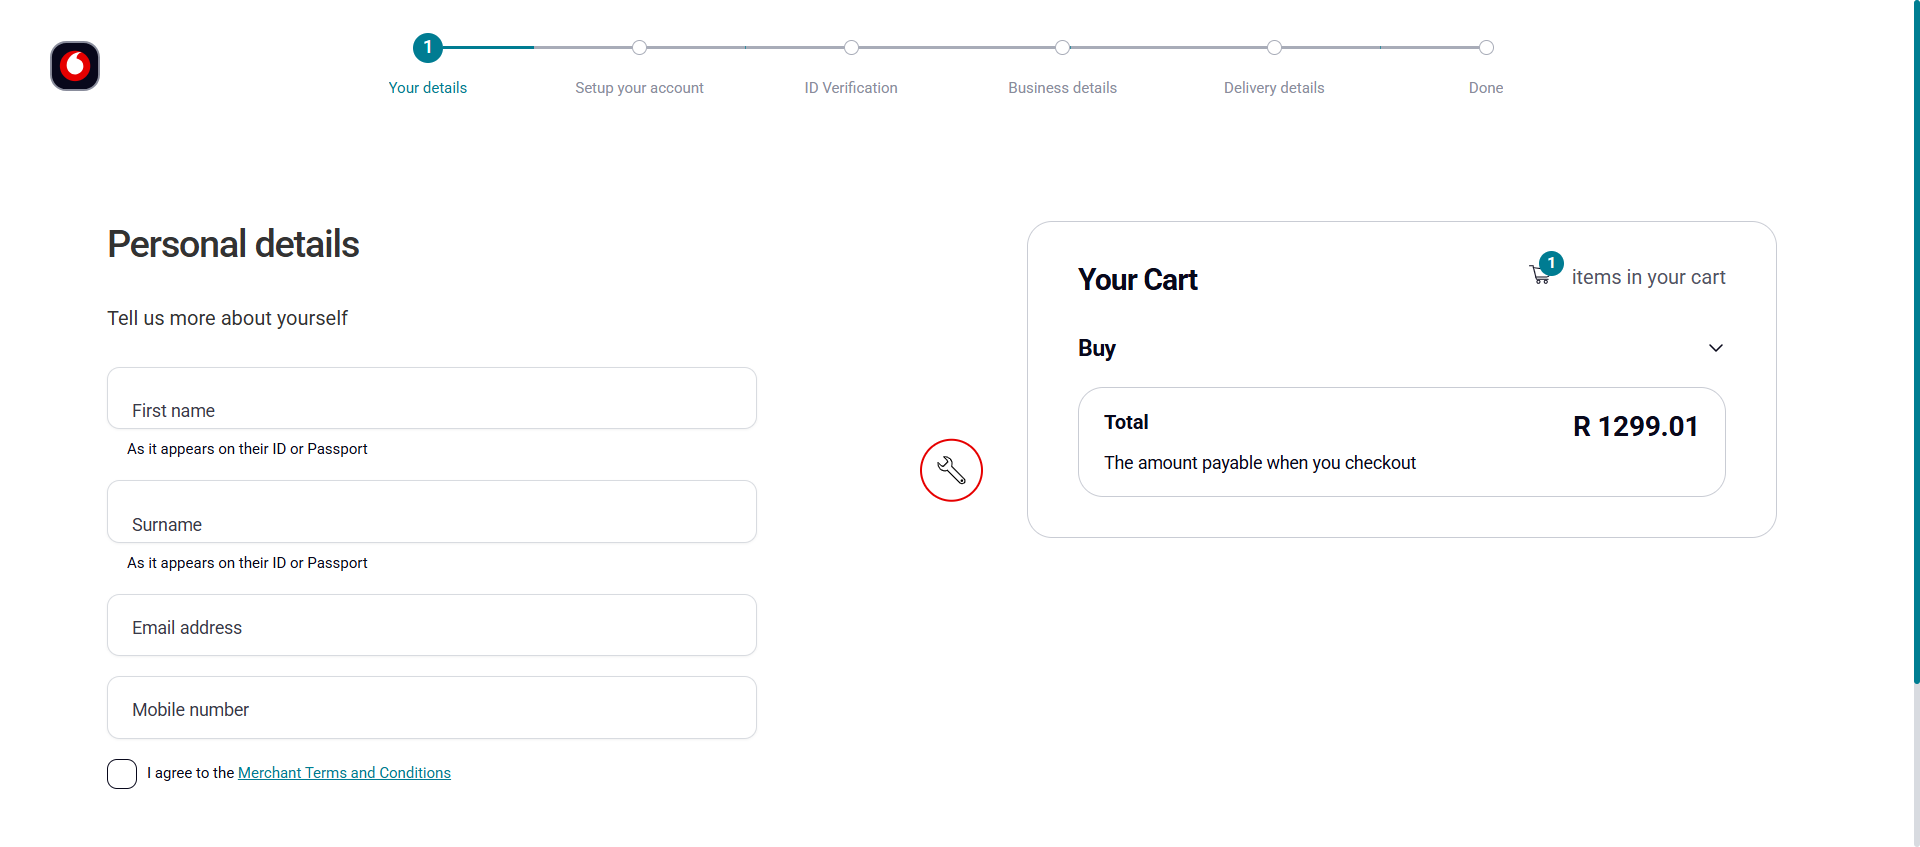 1
Your details
Setup your account
ID Verification
Business details
Delivery details
Done
Personal details
Tell us more about yourself
First name
As it appears on their ID or Passport
Surname
As it appears on their ID or Passport
Email address
Mobile number
I agree to the Merchant Terms and Conditions
Your Cart
1 items in your cart
Buy
Total R 1299.01
The amount payable when you checkout